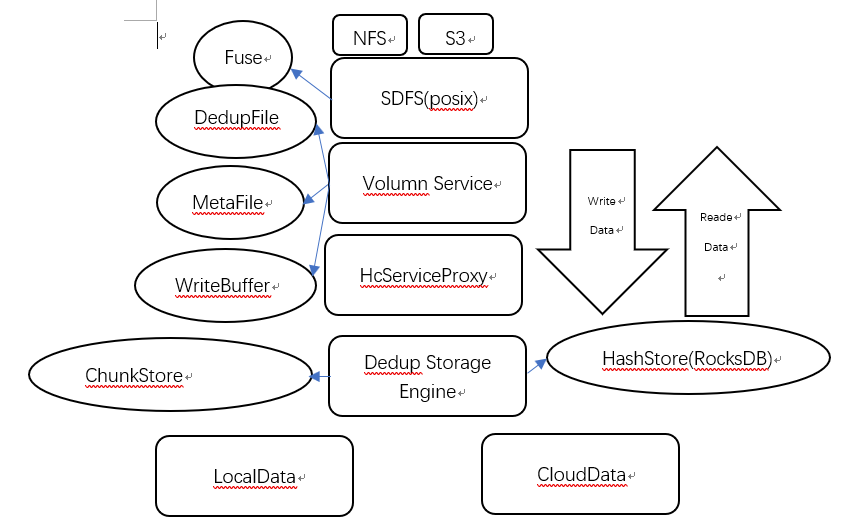 NFS
S3
Fuse
SDFS(posix)
DedupFile
Volumn Service
MetaFile
Write
Data
Reade
Data
HcServiceProxy
WriteBuffer
Dedup Storage
Engine
HashStore(RocksDB)
ChunkStore
LocalData
CloudData